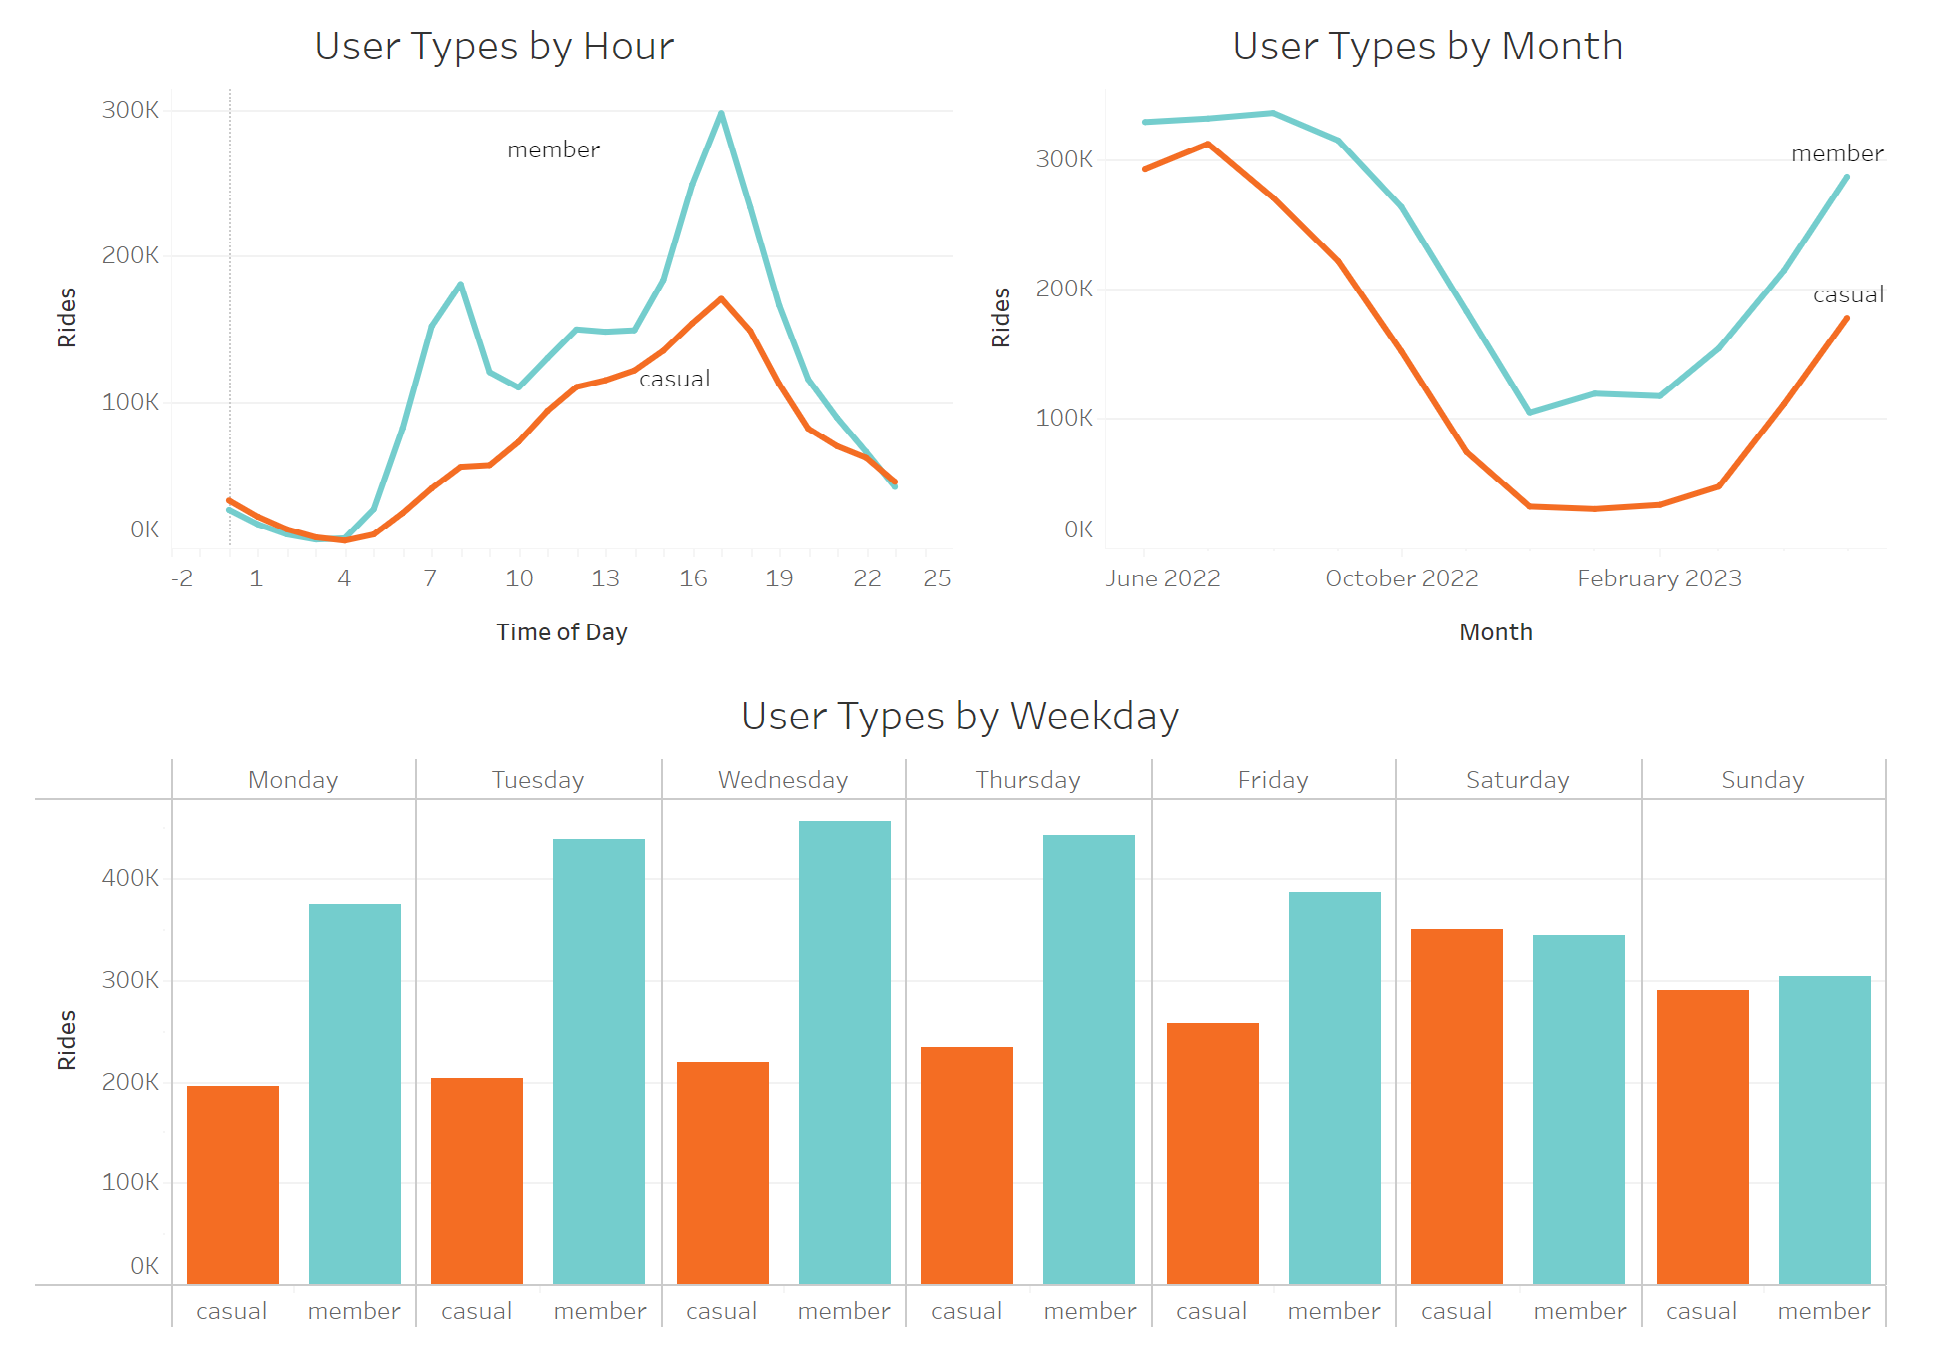 User Types by Hour
300K
member
200K
Rides
casual
100K
0K
-2 1 4 7 10 13 16 19 22 25
Time of Day
User Types by Month
300K
member
200K
casual
Rides
100K
0K
June 2022 October 2022 February 2023
Month
User Types by Weekday
Monday Tuesday Wednesday Thursday Friday Saturday Sunday
400K
300K
Rides
200K
100K
0K
casual member casual member casual member casual member casual member casual member casual member